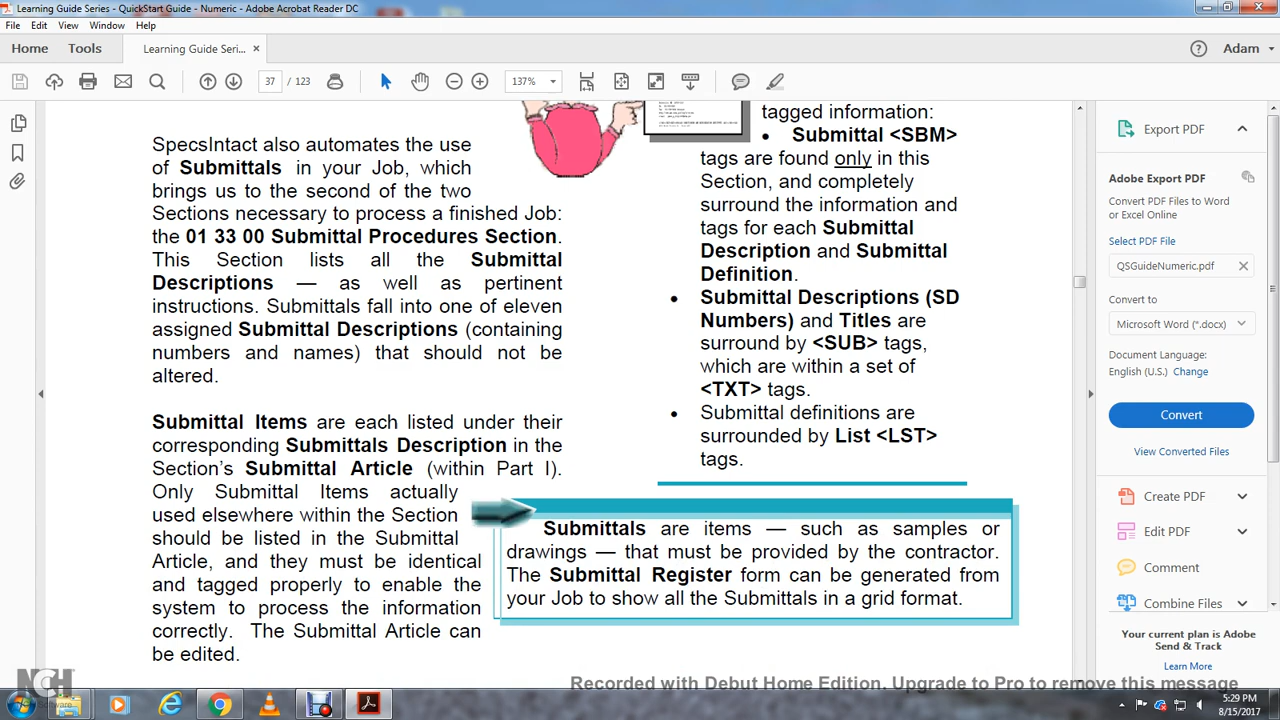 Learning Guide Series - QuickStart Guide - Numeric - Adobe Acrobat Reader DC
File Edit View Window Help
Home Tools Learning Guide Seri... × Adam
37 / 123 137%
SpecsIntact also automates the use
of Submittals in your Job, which
brings us to the second of the two
Sections necessary to process a finished Job:
the 01 33 00 Submittal Procedures Section.
This Section lists all the Submittal
Descriptions — as well as pertinent
instructions. Submittals fall into one of eleven
assigned Submittal Descriptions (containing
numbers and names) that should not be
altered.
Submittal Items are each listed under their
corresponding Submittals Description in the
Section's Submittal Article (within Part I).
Only Submittal Items actually
used elsewhere within the Section
should be listed in the Submittal
Article, and they must be identical
and tagged properly to enable the
system to process the information
correctly. The Submittal Article can
be edited.
tagged information:
• Submittal <SBM>
tags are found only in this
Section, and completely
surround the information and
tags for each Submittal
Description and Submittal
Definition.
• Submittal Descriptions (SD
Numbers) and Titles are
surround by <SUB> tags,
which are within a set of
<TXT> tags.
• Submittal definitions are
surrounded by List <LST>
tags.
Submittals are items — such as samples or
drawings — that must be provided by the contractor.
The Submittal Register form can be generated from
your Job to show all the Submittals in a grid format.
Export PDF
Adobe Export PDF
Convert PDF Files to Word
or Excel Online
Select PDF File
QSGuideNumeric.pdf
Convert to
Microsoft Word (*.docx)
Document Language:
English (U.S.) Change
Convert
View Converted Files
Create PDF
Edit PDF
Comment
Combine Files
Your current plan is Adobe
Send & Track
Learn More
NCH
Software
Recorded with Debut Home Edition. Upgrade to Pro to remove this message
5:29 PM
8/15/2017